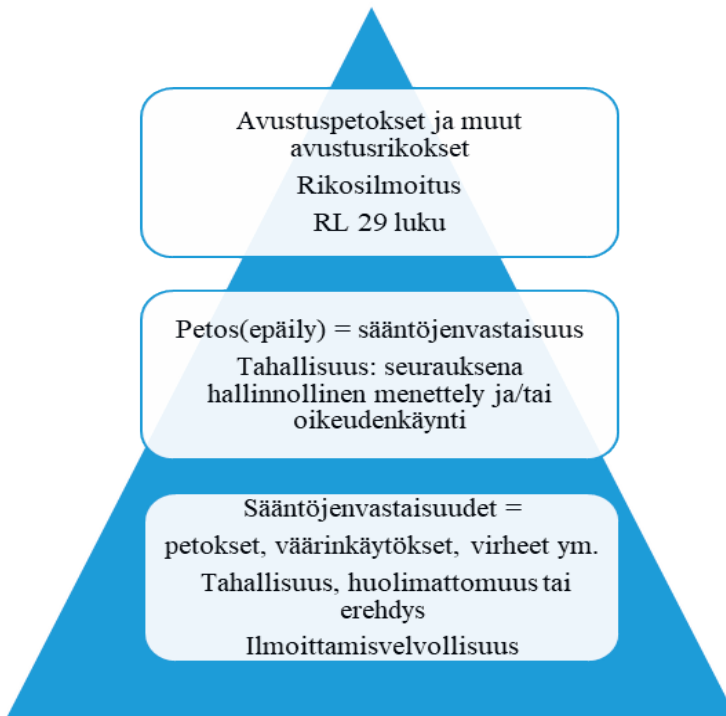 Avustuspetokset ja muut
avustusrikokset
Rikosilmoitus
RL 29 luku
Petos(epäily) = sääntöjenvastaisuus
Tahallisuus: seurauksena
hallinnollinen menettely ja/tai
oikeudenkäynti
Sääntöjenvastaisuudet =
petokset, väärinkäytökset, virheet ym.
Tahallisuus, huolimattomuus tai
erehdys
Ilmoittamisvelvollisuus